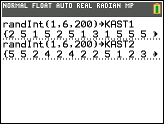 NORMAL FLOAT AUTO REAL RADIAN MP
randInt(1,6,200)→KAST1
{2 5 1 5 2 5 1 3 1 5 5 5
randInt(1,6,200)→KAST2
{5 5 2 4 2 4 2 2 5 1 2 3